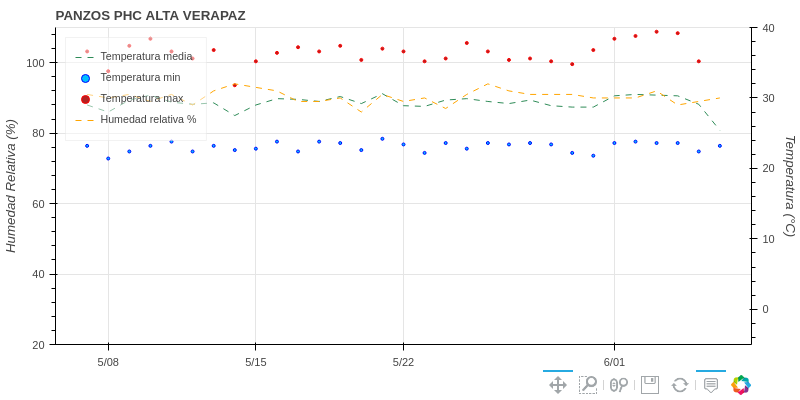 PANZOS PHC ALTA VERAPAZ
Temperatura media
Temperatura min
Temperatura max
Humedad relativa %
Humedad Relativa (%)
100
80
60
40
20
Temperatura (°C)
40
30
20
10
0
5/08
5/15
5/22
6/01